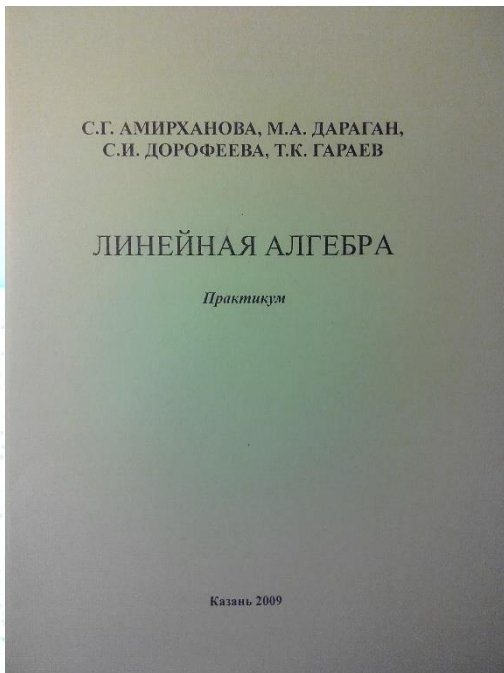 С.Г. АМИРХАНОВА, М.А. ДАРАГАН,
С.И. ДОРОФЕЕВА, Т.К. ГАРАЕВ
ЛИНЕЙНАЯ АЛГЕБРА
Практикум
Казань 2009